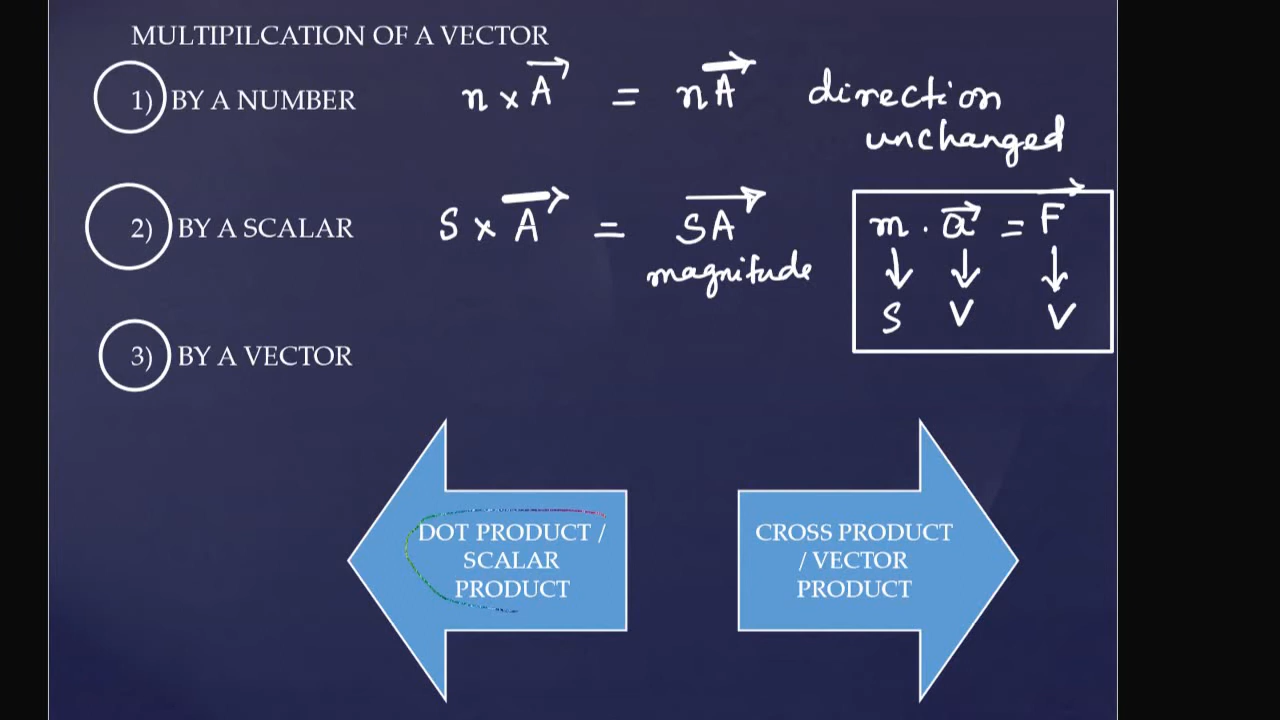 MULTIPILCATION OF A VECTOR
1) BY A NUMBER n × A = nA direction
unchanged
2) BY A SCALAR S × A = SA
magnitude
m . a = F
S V V
3) BY A VECTOR
DOT PRODUCT /
SCALAR
PRODUCT
CROSS PRODUCT
/ VECTOR
PRODUCT